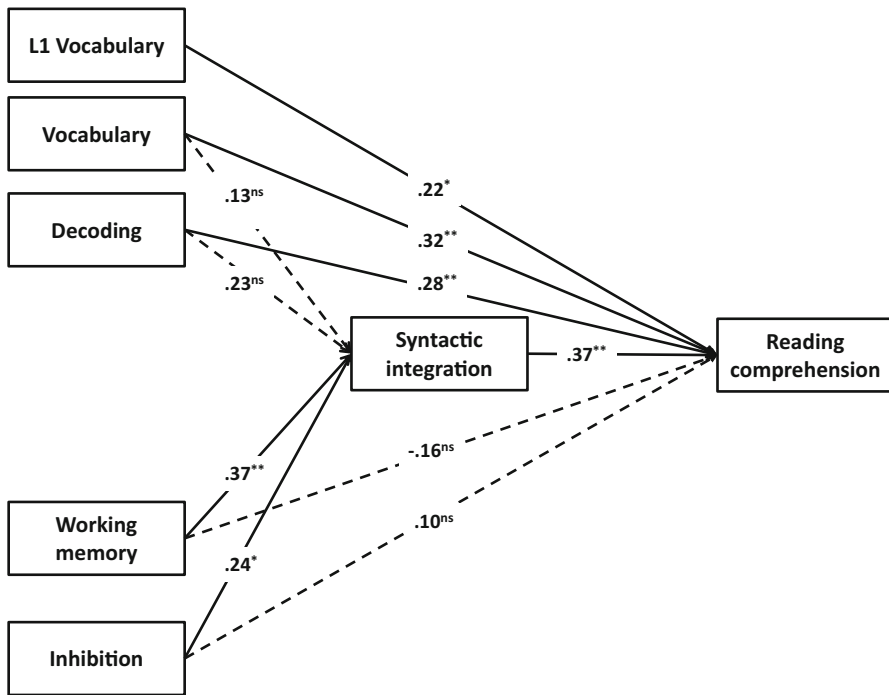 L1 Vocabulary
Vocabulary
.22*
.13ns
Decoding
.32**
.23ns
.28**
Syntactic
integration
.37**
Reading
comprehension
-.16ns
.37**
.10ns
Working
memory
.24*
Inhibition